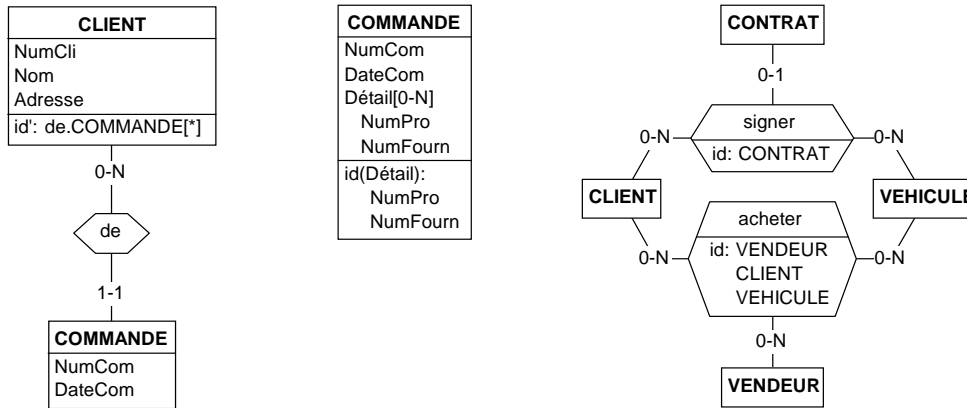 CLIENT
NumCli
Nom
Adresse
id': de.COMMANDE[*]
0-N
de
1-1
COMMANDE
NumCom
DateCom
COMMANDE
NumCom
DateCom
Détail[0-N]
NumPro
NumFourn
id(Détail):
NumPro
NumFourn
CONTRAT
0-1
signer
id: CONTRAT
0-N
0-N
CLIENT
VEHICULE
acheter
id: VENDEUR
CLIENT
VEHICULE
0-N
0-N
0-N
VENDEUR